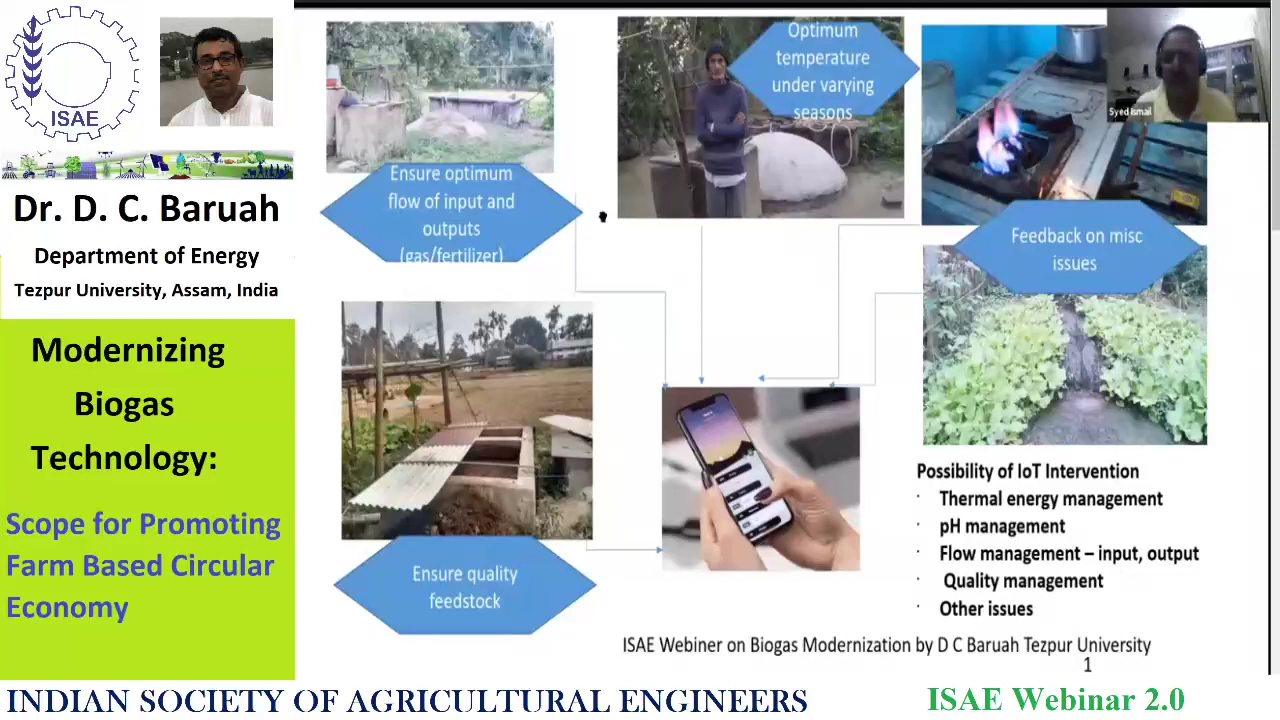 ISAE
Dr. D. C. Baruah
Department of Energy
Tezpur University, Assam, India
Modernizing
Biogas
Technology:
Scope for Promoting
Farm Based Circular
Economy
Ensure optimum
flow of input and
outputs
(gas/fertilizer)
Optimum
temperature
under varying
seasons
Syed Ismail
Feedback on misc
issues
Ensure quality
feedstock
Possibility of IoT Intervention
· Thermal energy management
· pH management
· Flow management – input, output
· Quality management
· Other issues
ISAE Webiner on Biogas Modernization by D C Baruah Tezpur University
1
INDIAN SOCIETY OF AGRICULTURAL ENGINEERS
ISAE Webinar 2.0